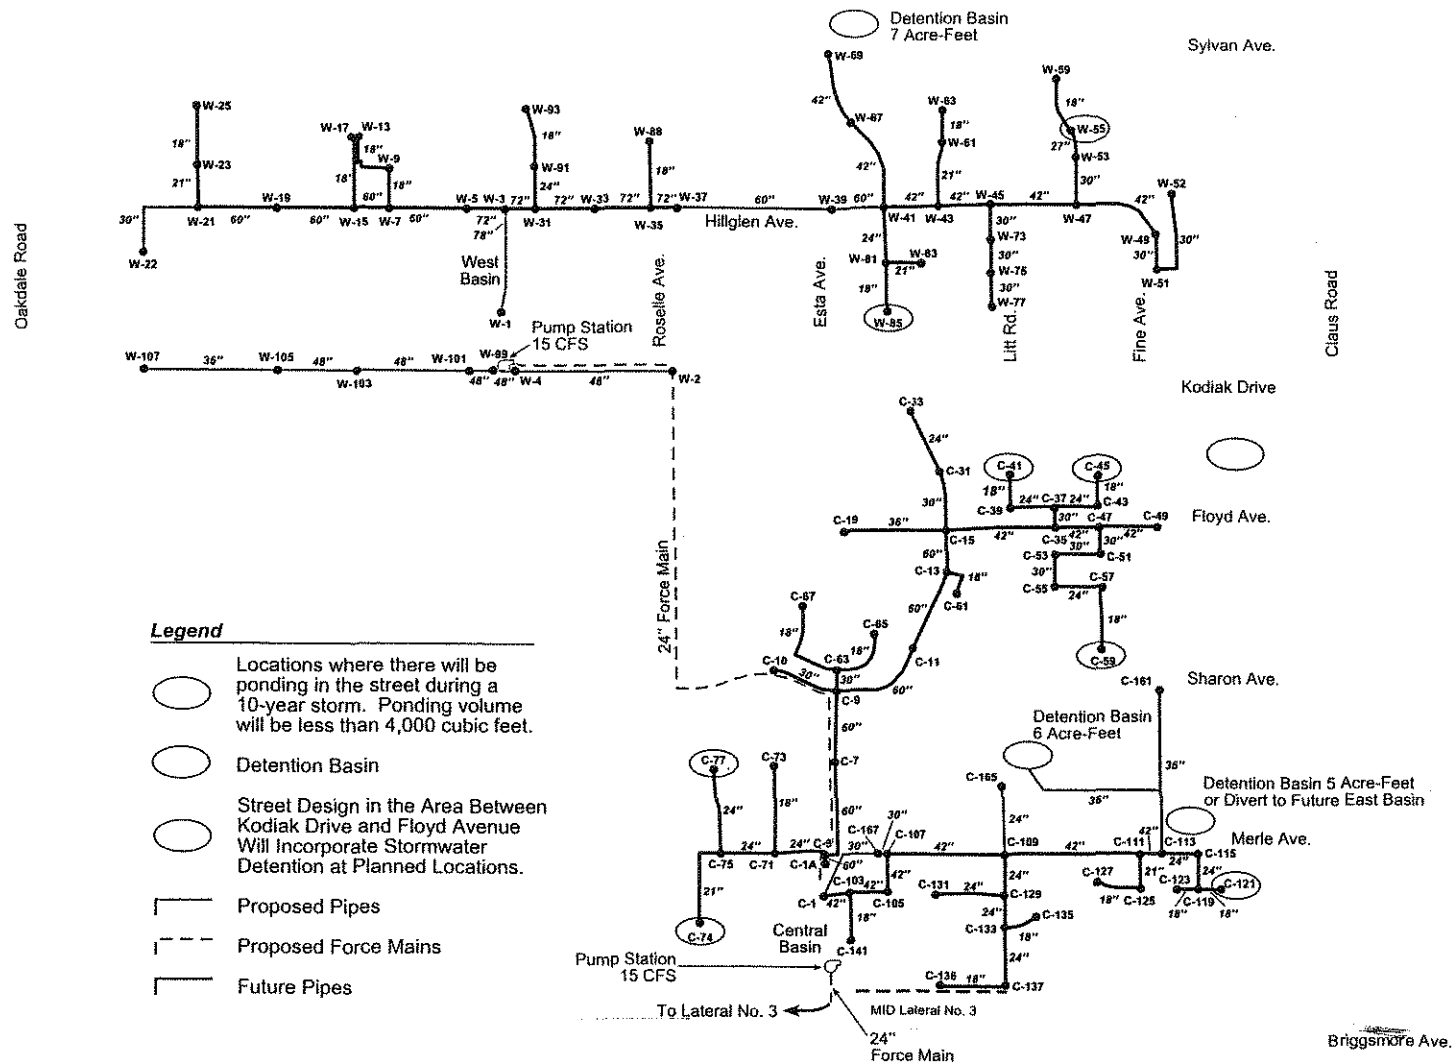 Detention Basin
7 Acre-Feet
Sylvan Ave.
W-69
W-59
42"
18"
W-25
W-93
W-63
W-67
W-55
W-17
W-13
18"
18"
18"
W-88
18"
W-61
27"
W-53
W-23
W-9
W-91
18"
42"
21"
30"
W-52
21"
18'
18"
24"
30"
60"
60"
60"
W-19
W-5
W-3
72"
72"
72"
72"
W-33
W-37
60"
W-39
60"
42"
42"
W-45
42"
42"
W-21
60"
W-15
W-7
W-31
W-35
Hillglen Ave.
W-41
W-43
W-47
78"
24"
30"
W-73
W-49
30"
30"
W-22
West
Basin
W-81
W-83
21"
30"
W-75
W-51
18"
30"
W-77
W-1
W-85
Oakdale Road
Roselle Ave.
Esta Ave.
Litt Rd.
Fine Ave.
Claus Road
Pump Station
15 CFS
W-107
36"
W-105
48"
48"
W-101
W-99
W-103
48"
48"
W-4
48"
W-2
Kodiak Drive
C-33
24"
C-31
C-41
C-45
18"
18"
30"
24"
C-37
24"
C-43
C-39
C-19
36"
30"
C-47
C-49
Floyd Ave.
C-15
42"
C-35
42"
42"
60"
30"
30"
C-53
C-51
C-13
18"
30"
C-57
C-55
24"
C-61
60"
18"
24" Force Main
C-67
C-65
18"
18"
C-11
C-59
C-10
C-63
30"
30"
60"
C-9
C-161
Sharon Ave.
Legend
Locations where there will be
ponding in the street during a
10-year storm. Ponding volume
will be less than 4,000 cubic feet.
Detention Basin
Street Design in the Area Between
Kodiak Drive and Floyd Avenue
Will Incorporate Stormwater
Detention at Planned Locations.
Proposed Pipes
Proposed Force Mains
Future Pipes
60"
Detention Basin
6 Acre-Feet
C-77
C-73
C-7
C-165
36"
36"
Detention Basin 5 Acre-Feet
or Divert to Future East Basin
24"
18"
60"
30"
24"
42"
C-167
C-107
C-109
C-111
C-113
Merle Ave.
24"
24"
30"
42"
42"
C-115
C-75
C-71
C-1A
60"
C-103
42"
24"
C-127
21"
24"
C-123
24"
C-121
21"
C-1
42"
42"
C-105
C-131
24"
C-129
18"
C-125
C-119
18"
18"
C-74
18"
24"
C-135
C-133
18"
Central
Basin
C-141
24"
Pump Station
15 CFS
C-136
18"
C-137
To Lateral No. 3
MID Lateral No. 3
24"
Force Main
Briggsmore Ave.